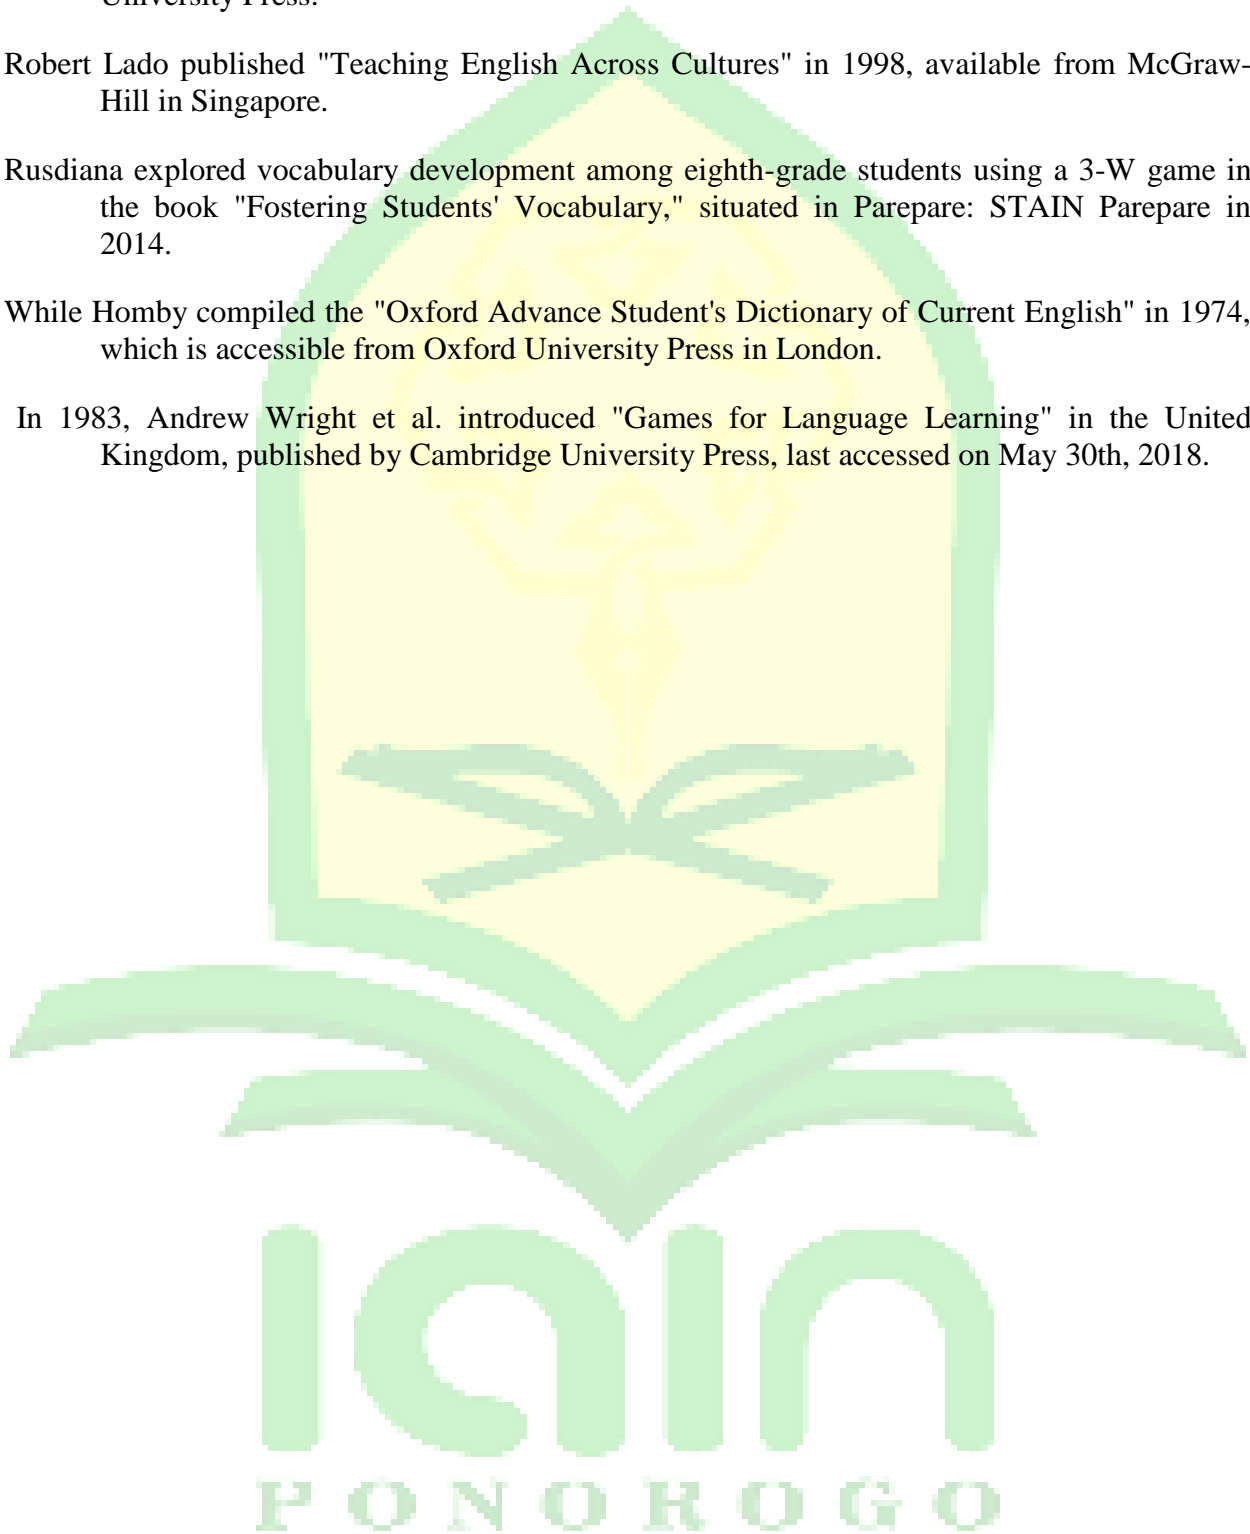 University Press.
Robert Lado published "Teaching English Across Cultures" in 1998, available from McGraw-
Hill in Singapore.
Rusdiana explored vocabulary development among eighth-grade students using a 3-W game in
the book "Fostering Students' Vocabulary," situated in Parepare: STAIN Parepare in
2014.
While Homby compiled the "Oxford Advance Student's Dictionary of Current English" in 1974,
which is accessible from Oxford University Press in London.
In 1983, Andrew Wright et al. introduced "Games for Language Learning" in the United
Kingdom, published by Cambridge University Press, last accessed on May 30th, 2018.
iain
PONOROGO